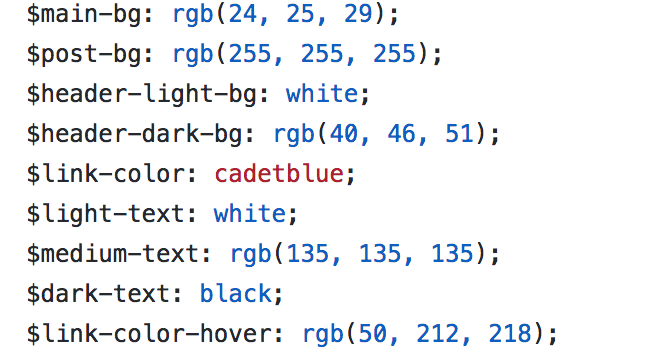 $main-bg: rgb(24, 25, 29);
$post-bg: rgb(255, 255, 255);
$header-light-bg: white;
$header-dark-bg: rgb(40, 46, 51);
$link-color: cadetblue;
$light-text: white;
$medium-text: rgb(135, 135, 135);
$dark-text: black;
$link-color-hover: rgb(50, 212, 218);